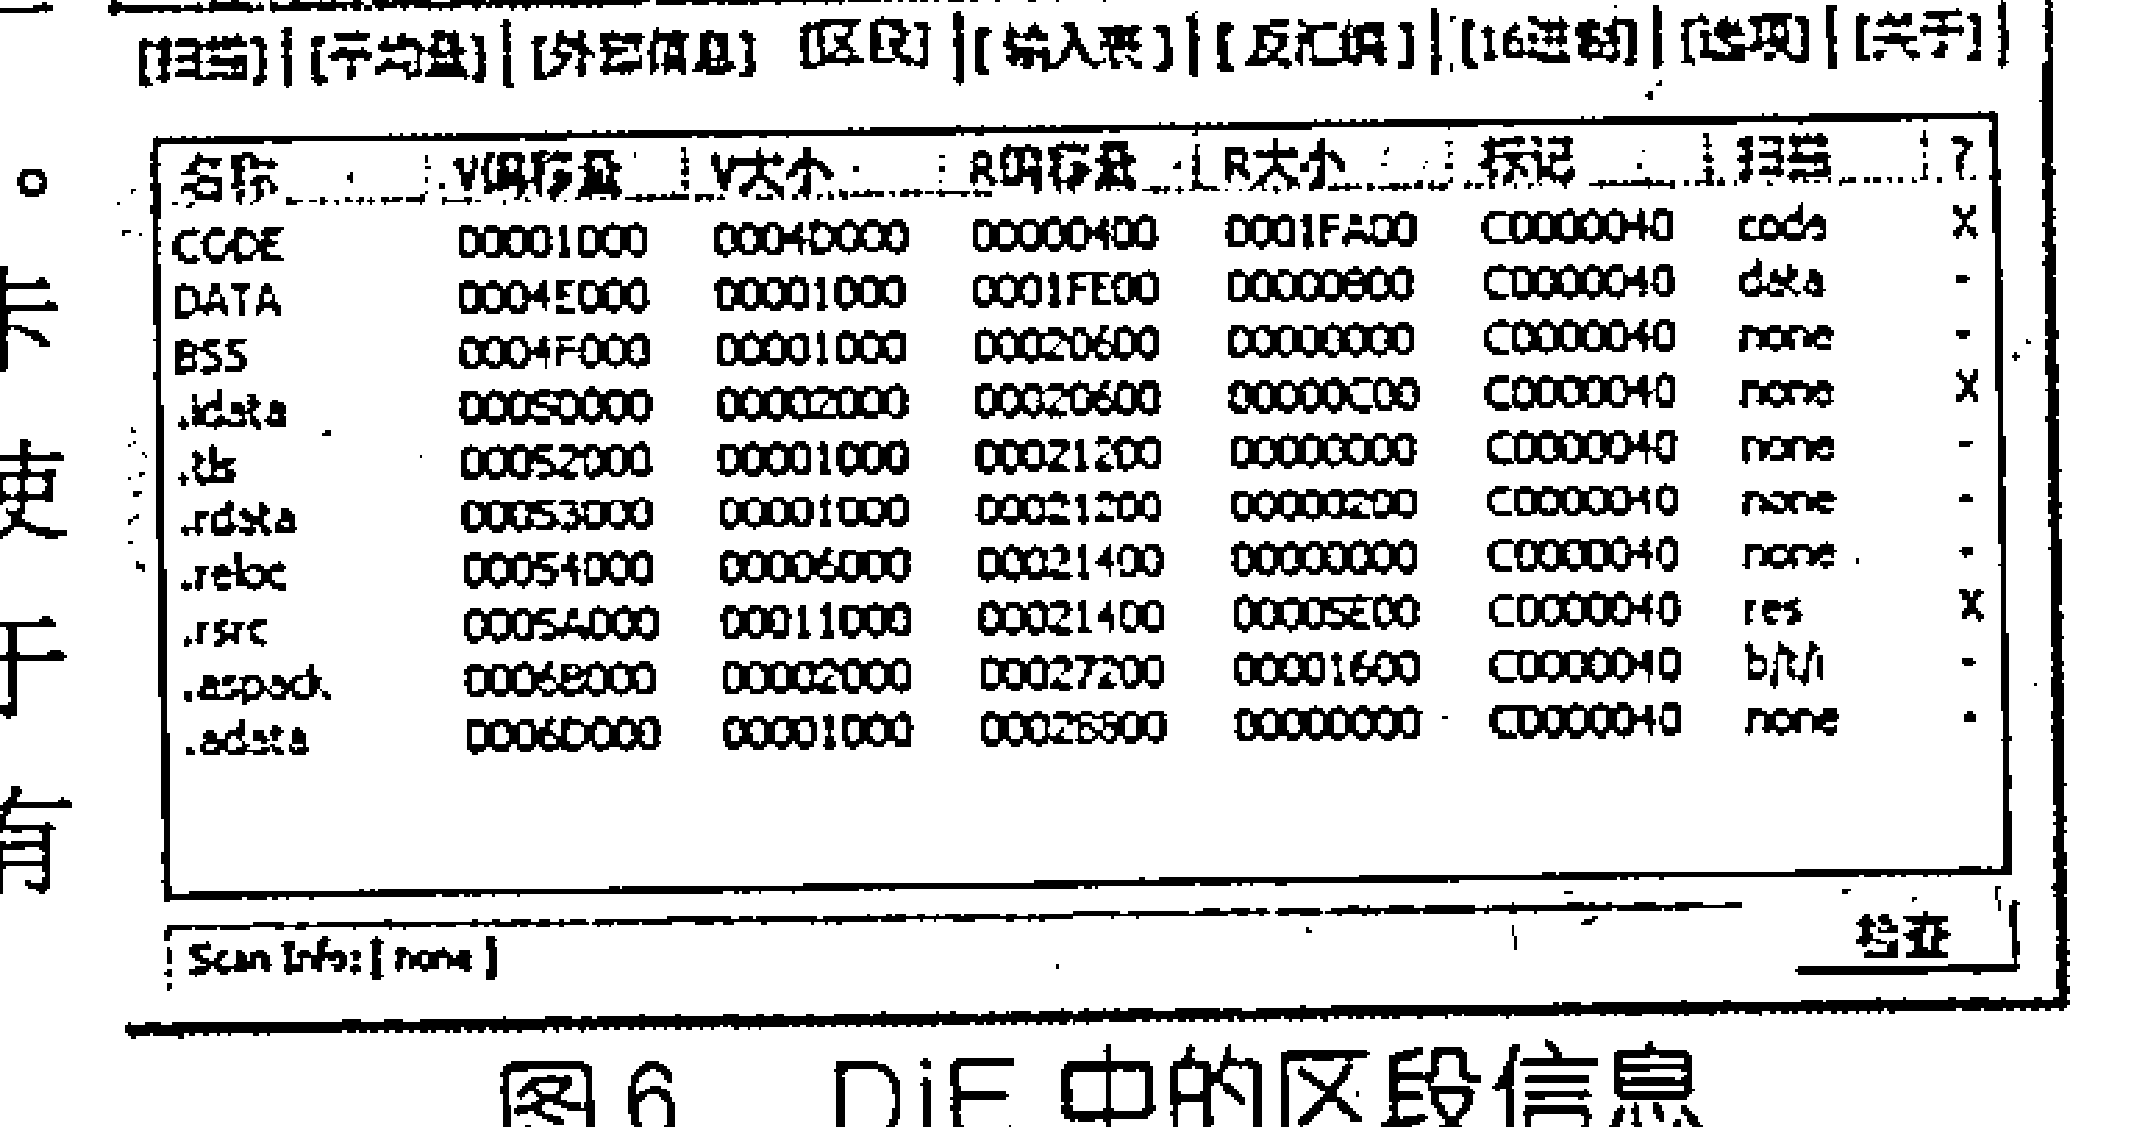 [扫描]|[外部信息] [区段]|[输入表]|[反汇编]|[16进制]|[选项]|[关于]
名称 V偏移量 V大小 R偏移量 R大小 标记 扫描 ?
CODE 00001000 0004D000 00000400 0001FA00 C0000040 code X
DATA 0004E000 00001000 0001FE00 00000800 C0000040 data -
BSS 0004F000 00001000 00020600 00000000 C0000040 none -
.idata 00050000 00002000 00020600 00000C00 C0000040 none X
.tls 00052000 00001000 00021200 00000000 C0000040 none -
.rdata 00053000 00001000 00021200 00000200 C0000040 none -
.reloc 00054000 00006000 00021400 00000000 C0000040 none -
.rsrc 0005A000 00011000 00021400 00005E00 C0000040 res X
.aspack 0006B000 00002000 00027200 00001600 C0000040 b/t/i -
.adata 0006D000 00001000 00028800 00000000 C0000040 none -
Scan Info: [ none ]
检查
图6 DiE 中的区段信息
。
使
于
有